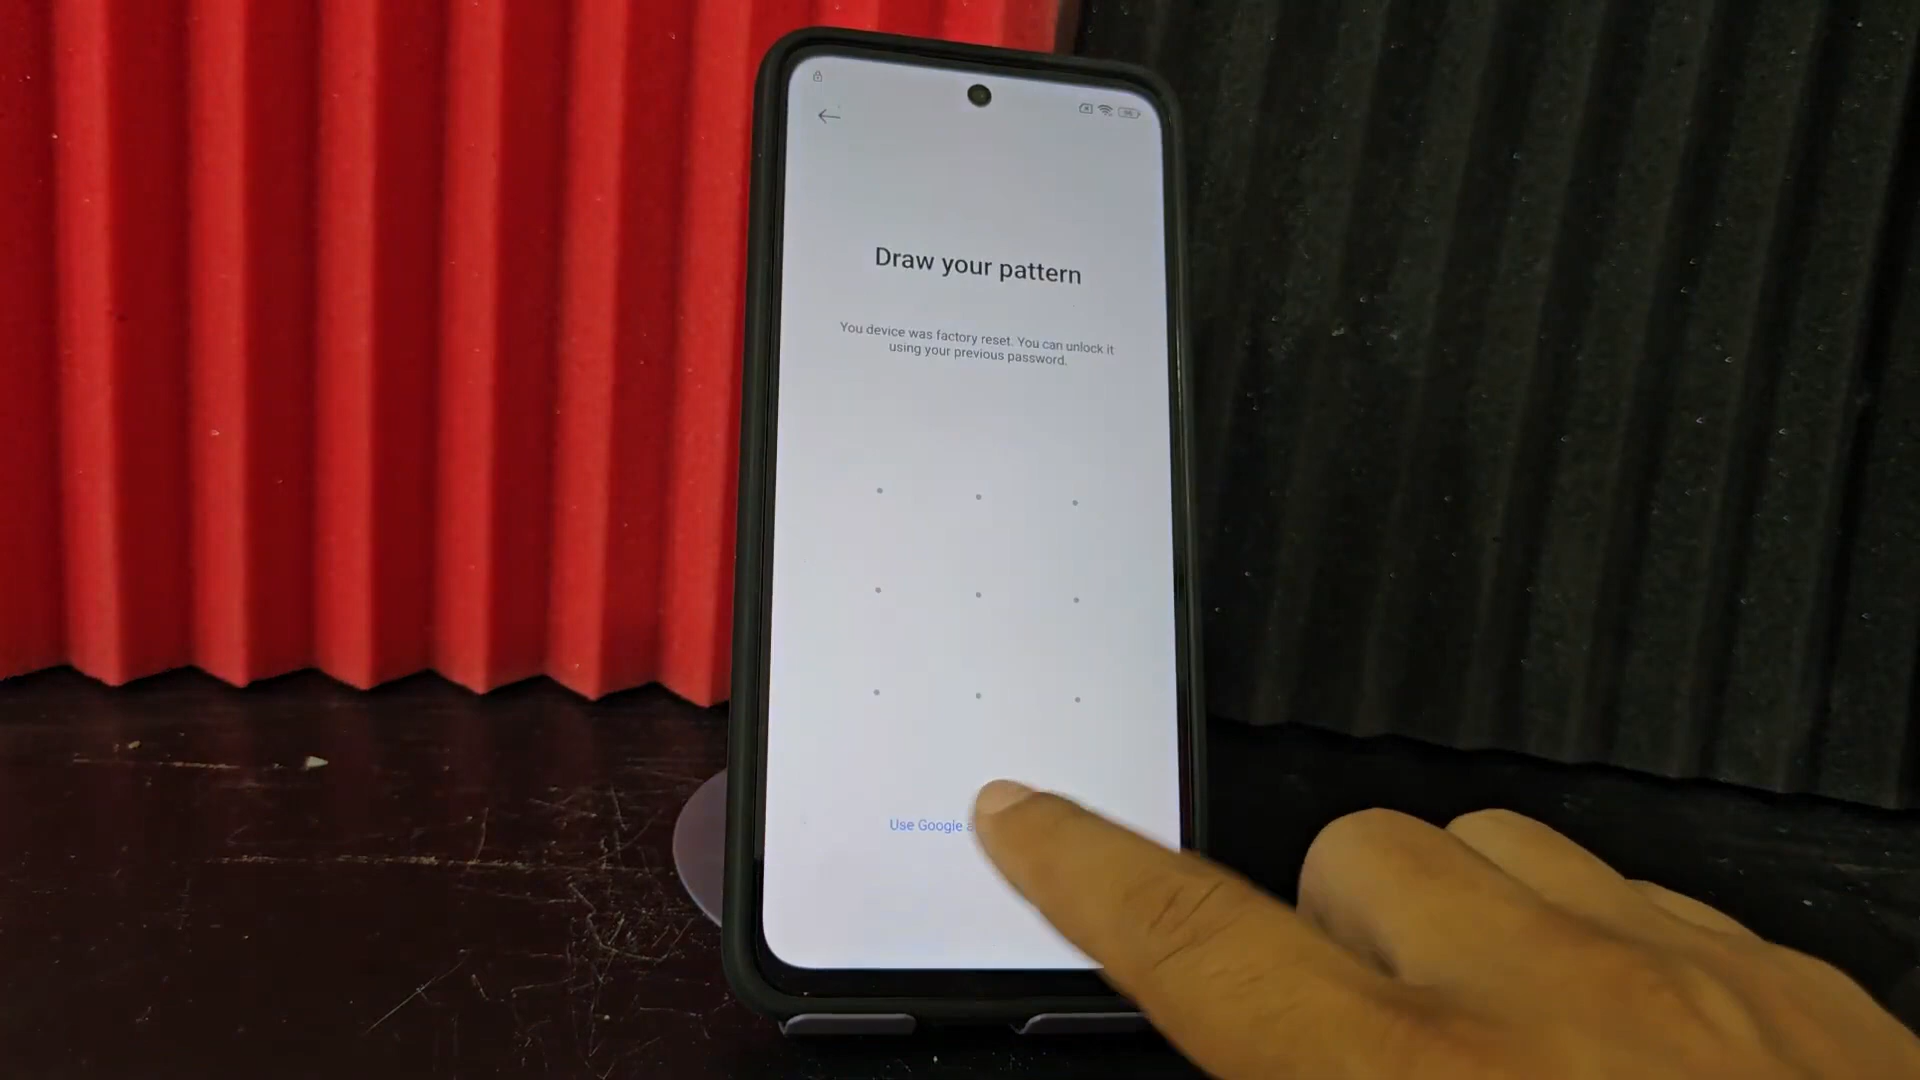 Draw your pattern
You device was factory reset. You can unlock it
using your previous password.
Use Google